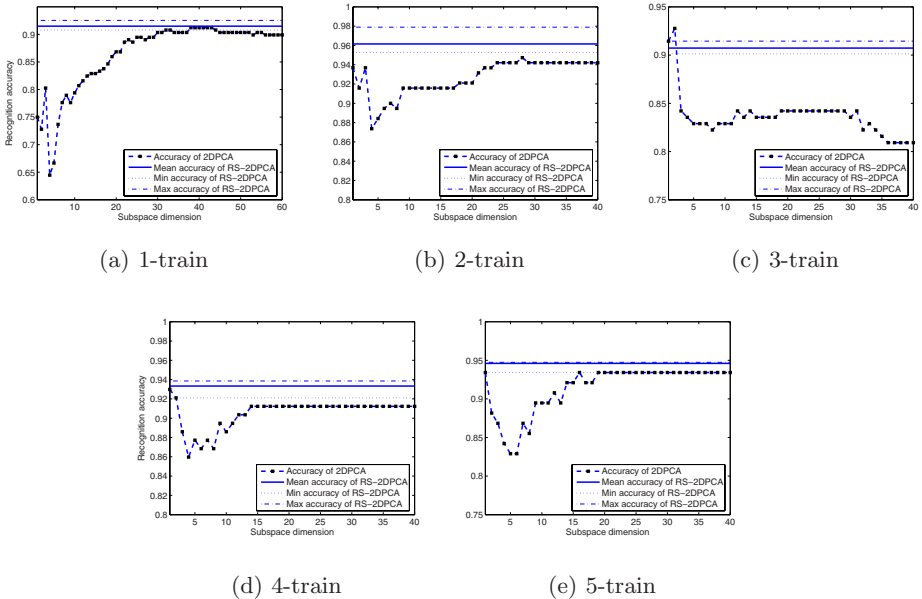 0.9
0.85
0.8
0.75
0.7
0.65
0.6
Recognition accuracy
10 20 30 40 50 60
Subspace dimension
Accuracy of 2DPCA
Mean accuracy of RS−2DPCA
Min accuracy of RS−2DPCA
Max accuracy of RS−2DPCA
(a) 1-train
1
0.98
0.96
0.94
0.92
0.9
0.88
0.86
0.84
0.82
0.8
5 10 15 20 25 30 35 40
Subspace dimension
Accuracy of 2DPCA
Mean accuracy of RS−2DPCA
Min accuracy of RS−2DPCA
Max accuracy of RS−2DPCA
(b) 2-train
0.9
0.85
0.8
0.75
5 10 15 20 25 30 35 40
Subspace dimension
Accuracy of 2DPCA
Mean accuracy of RS−2DPCA
Min accuracy of RS−2DPCA
Max accuracy of RS−2DPCA
(c) 3-train
1
0.98
0.96
0.94
0.92
0.9
0.88
0.86
0.84
0.82
0.8
Recognition accuracy
5 10 15 20 25 30 35 40
Subspace dimension
Accuracy of 2DPCA
Mean accuracy of RS−2DPCA
Min accuracy of RS−2DPCA
Max accuracy of RS−2DPCA
(d) 4-train
1
0.95
0.9
0.85
0.8
0.75
5 10 15 20 25 30 35 40
Subspace dimension
Accuracy of 2DPCA
Mean accuracy of RS−2DPCA
Min accuracy of RS−2DPCA
Max accuracy of RS−2DPCA
(e) 5-train